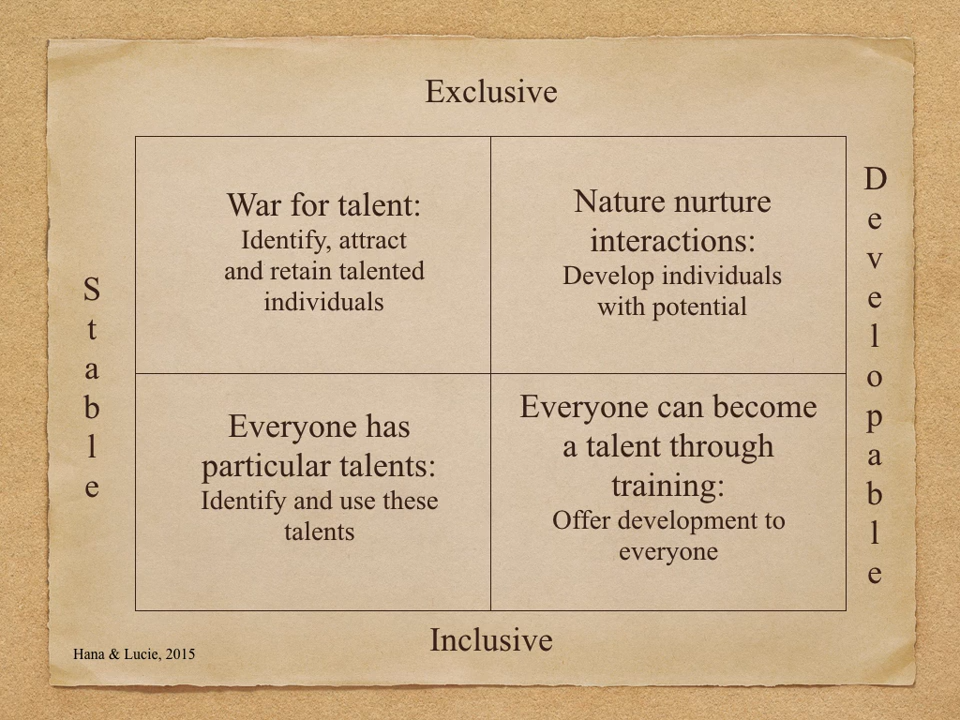 Exclusive
War for talent:
Identify, attract
and retain talented
individuals
Nature nurture
interactions:
Develop individuals
with potential
Stable
Developable
Everyone has
particular talents:
Identify and use these
talents
Everyone can become
a talent through
training:
Offer development to
everyone
Inclusive
Hana & Lucie, 2015